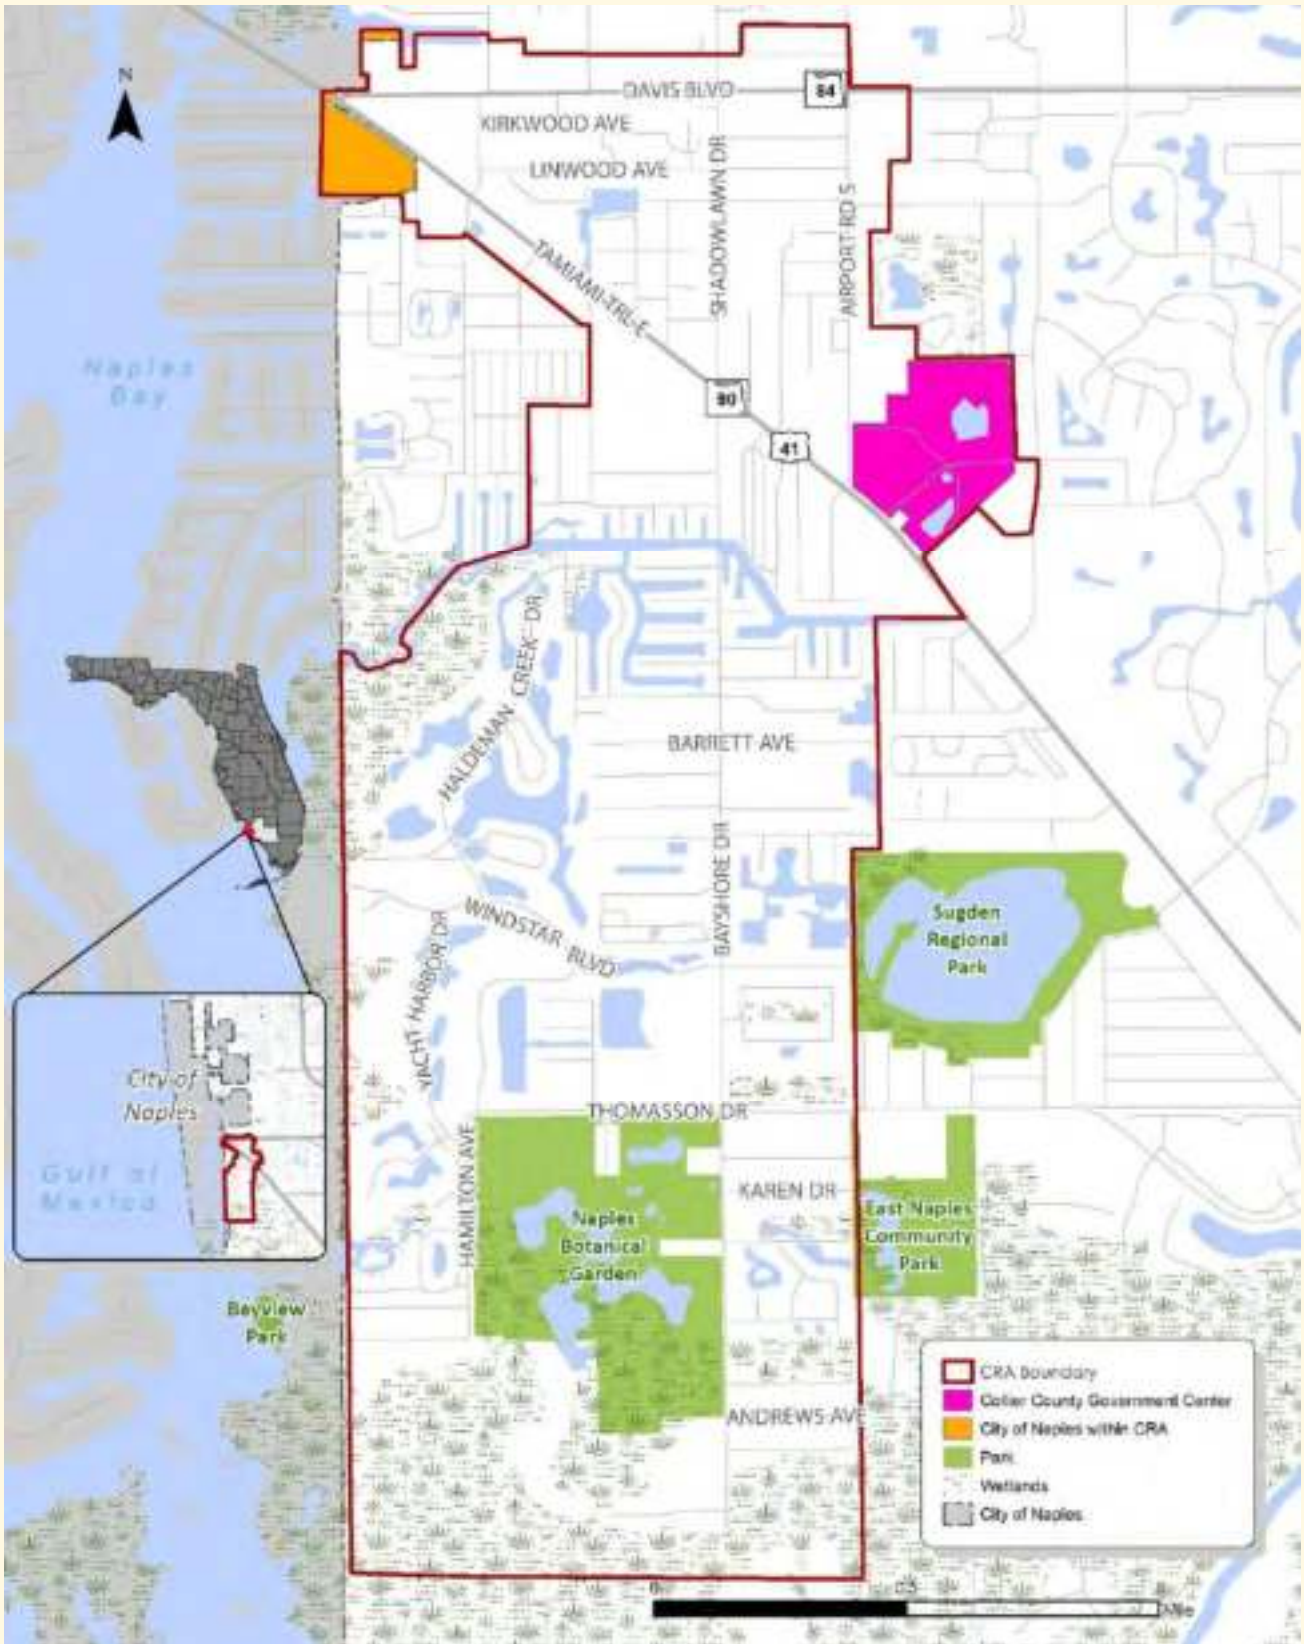 N
DAVIS BLVD
84
KIRKWOOD AVE
LINWOOD AVE
SHADOWLAWN DR
AIRPORT RD S
TAMIAMI TRL E
Naples
Bay
90
41
HALDEMAN CREEK DR
BARRETT AVE
BAYSHORE DR
WINDSTAR BLVD
YACHT HARBOR DR
Sugden
Regional
Park
City of
Naples
Gulf of
Mexico
THOMASSON DR
HAMILTON AVE
KAREN DR
Naples
Botanical
Garden
East Naples
Community
Park
Bayview
Park
ANDREWS AVE
CRA Boundary
Collier County Government Center
City of Naples within CRA
Park
Wetlands
City of Naples
0
0.5
Mile